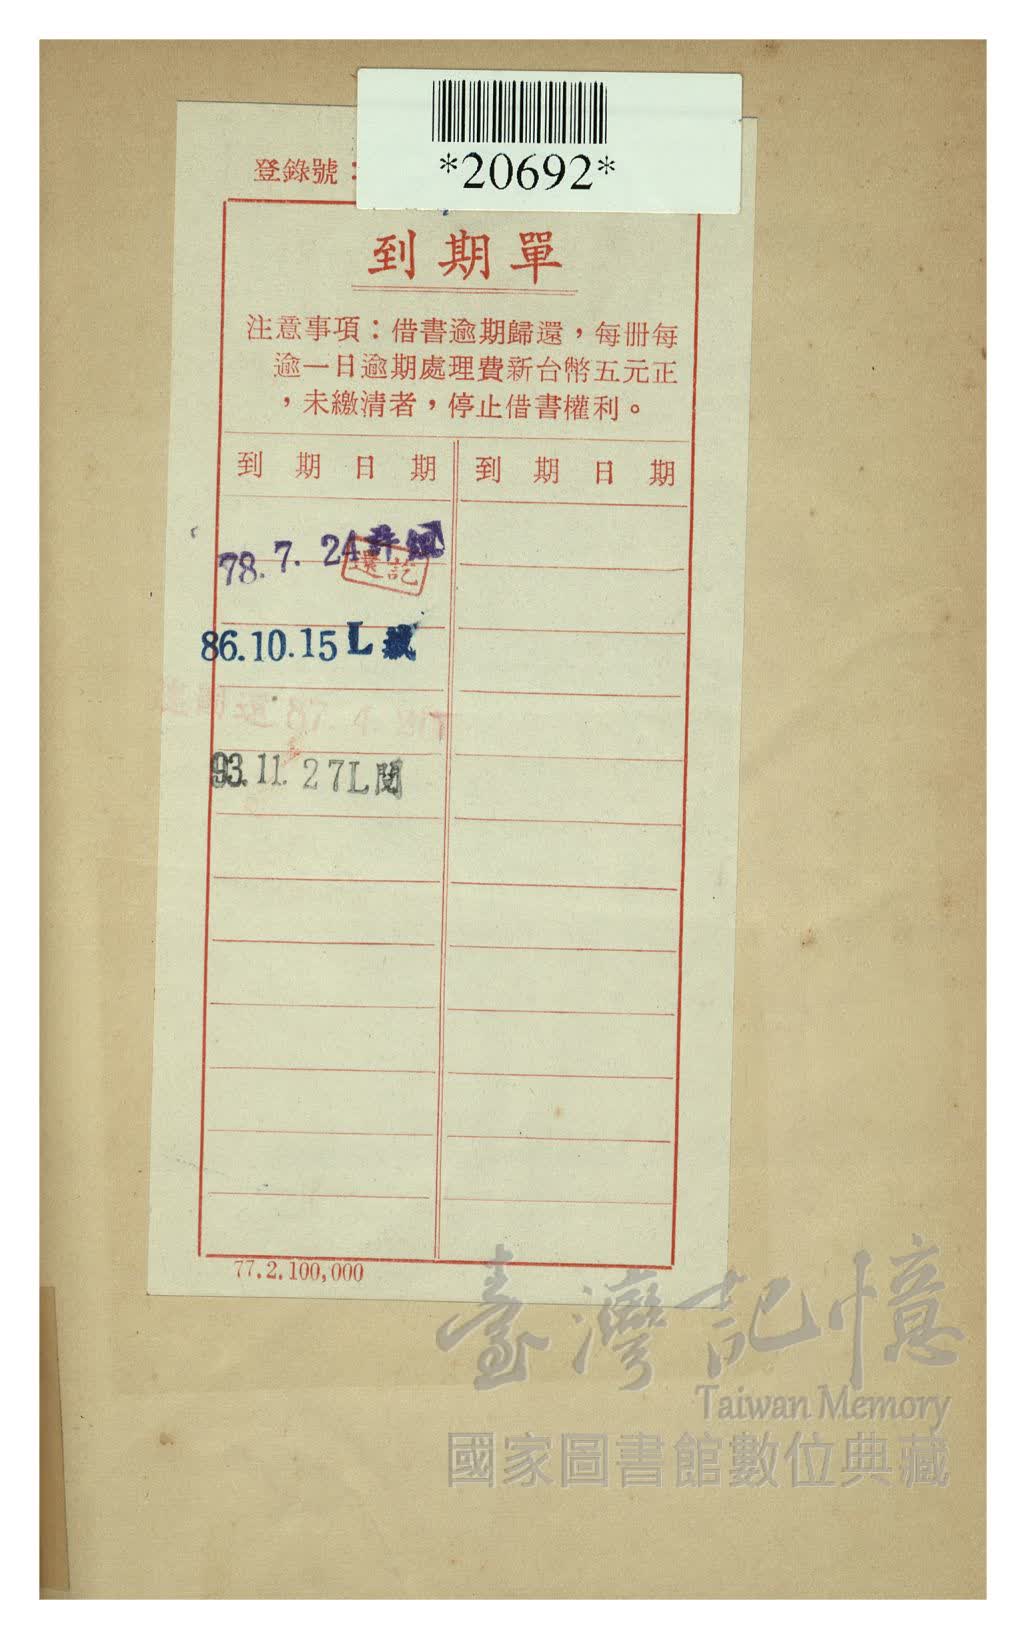 *20692*
登錄號：
到期單
注意事項：借書逾期歸還，每冊每
逾一日逾期處理費新台幣五元正
，未繳清者，停止借書權利。
到期日期 到期日期
78.7.24
還訖
86.10.15 L 藏
還 87.4.
93.11.27L閱
77.2.100,000
臺灣記憶
Taiwan Memory
國家圖書館數位典藏